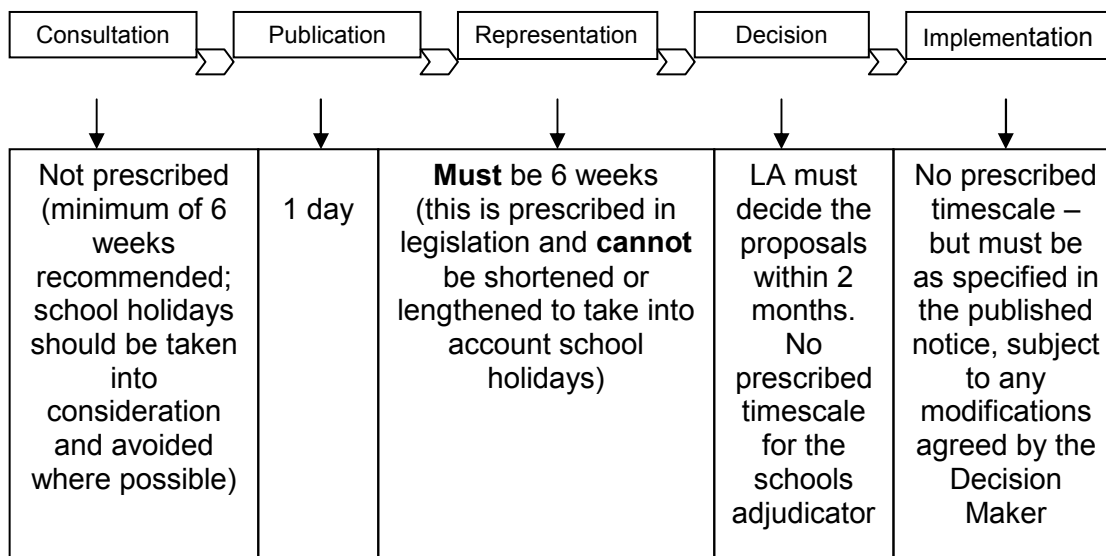 Consultation
Publication
Representation
Decision
Implementation
Not prescribed
(minimum of 6
weeks
recommended;
school holidays
should be taken
into
consideration
and avoided
where possible)
1 day
Must be 6 weeks
(this is prescribed in
legislation and cannot
be shortened or
lengthened to take into
account school
holidays)
LA must
decide the
proposals
within 2
months.
No
prescribed
timescale
for the
schools
adjudicator
No prescribed
timescale –
but must be
as specified in
the published
notice, subject
to any
modifications
agreed by the
Decision
Maker